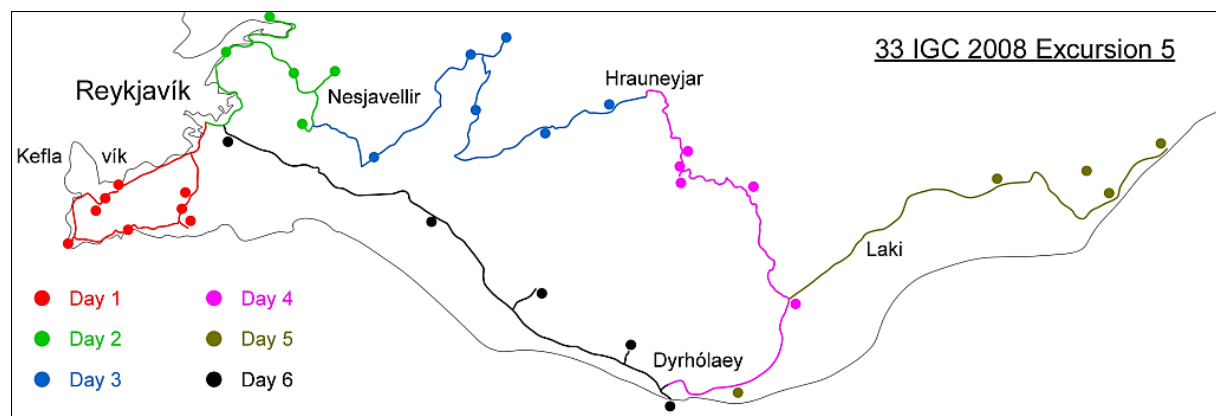 33 IGC 2008 Excursion 5
Hrauneyjar
Reykjavík
Nesjavellir
Kefla vík
Laki
Day 1
Day 4
Day 2
Day 5
Dyrhólaey
Day 3
Day 6